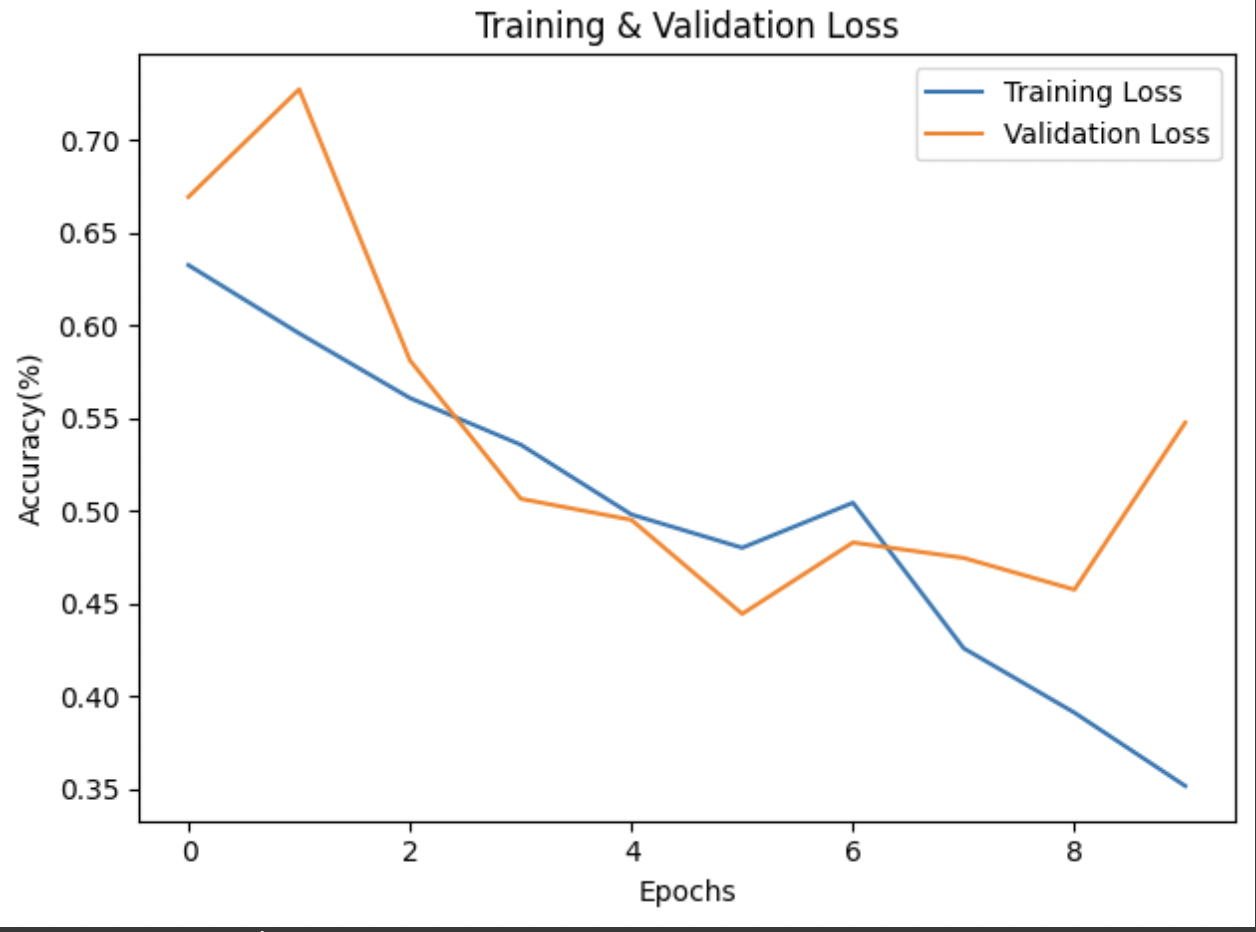 Training & Validation Loss
Training Loss
Validation Loss
0.70
0.65
0.60
0.55
0.50
0.45
0.40
0.35
Accuracy(%)
0 2 4 6 8
Epochs